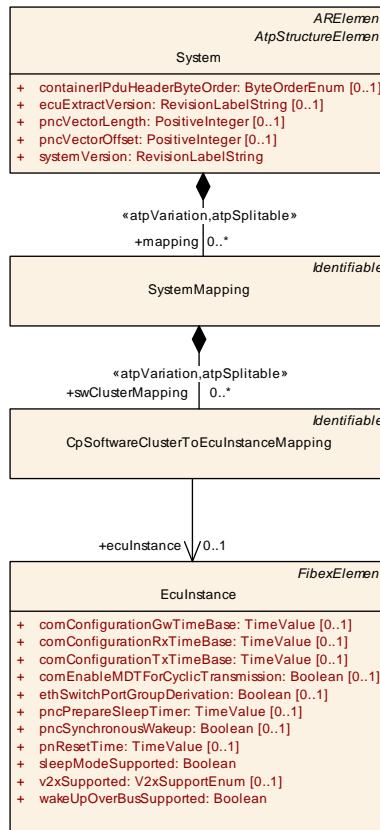 ARElemen
AtpStructureElemen
System
+ containerIPduHeaderByteOrder: ByteOrderEnum [0..1]
+ ecuExtractVersion: RevisionLabelString [0..1]
+ pncVectorLength: PositiveInteger [0..1]
+ pncVectorOffset: PositiveInteger [0..1]
+ systemVersion: RevisionLabelString
«atpVariation,atpSplitable»
+mapping 0..*
Identifiable
SystemMapping
«atpVariation,atpSplitable»
+swClusterMapping 0..*
Identifiable
CpSoftwareClusterToEcuInstanceMapping
+ecuInstance 0..1
FibexElemen
EcuInstance
+ comConfigurationGwTimeBase: TimeValue [0..1]
+ comConfigurationRxTimeBase: TimeValue [0..1]
+ comConfigurationTxTimeBase: TimeValue [0..1]
+ comEnableMDTForCyclicTransmission: Boolean [0..1]
+ ethSwitchPortGroupDerivation: Boolean [0..1]
+ pncPrepareSleepTimer: TimeValue [0..1]
+ pncSynchronousWakeup: Boolean [0..1]
+ pnResetTime: TimeValue [0..1]
+ sleepModeSupported: Boolean
+ v2xSupported: V2xSupportEnum [0..1]
+ wakeUpOverBusSupported: Boolean